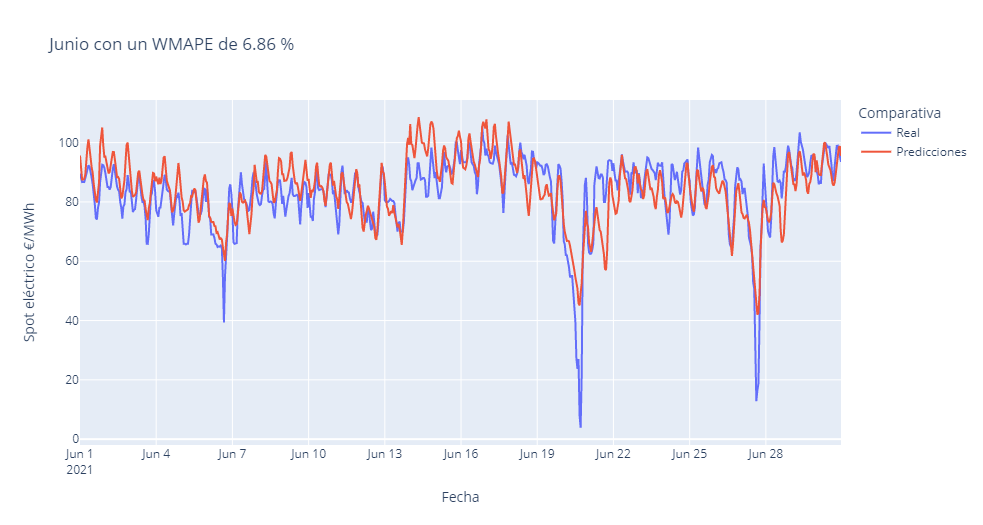 Junio con un WMAPE de 6.86 %
Comparativa
Real
Predicciones
Spot eléctrico €/MWh
100
80
60
40
20
0
Jun 1 Jun 4 Jun 7 Jun 10 Jun 13 Jun 16 Jun 19 Jun 22 Jun 25 Jun 28
2021
Fecha